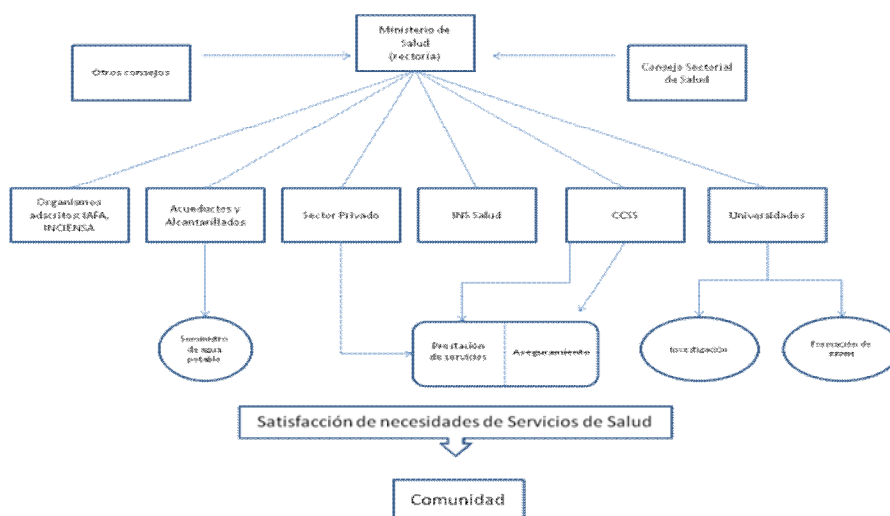 Ministerio de
Salud
(rectoría)
Otros consejos
Consejo Sectorial
de Salud
Organismos
adscritos: IAFA,
INCIENSA
Acueductos y
Alcantarillados
Sector Privado
INS Salud
CCSS
Universidades
Suministro
de agua
potable
Prestación
de servicios
Aseguramiento
Investigación
Formación de
Satisfacción de necesidades de Servicios de Salud
Comunidad